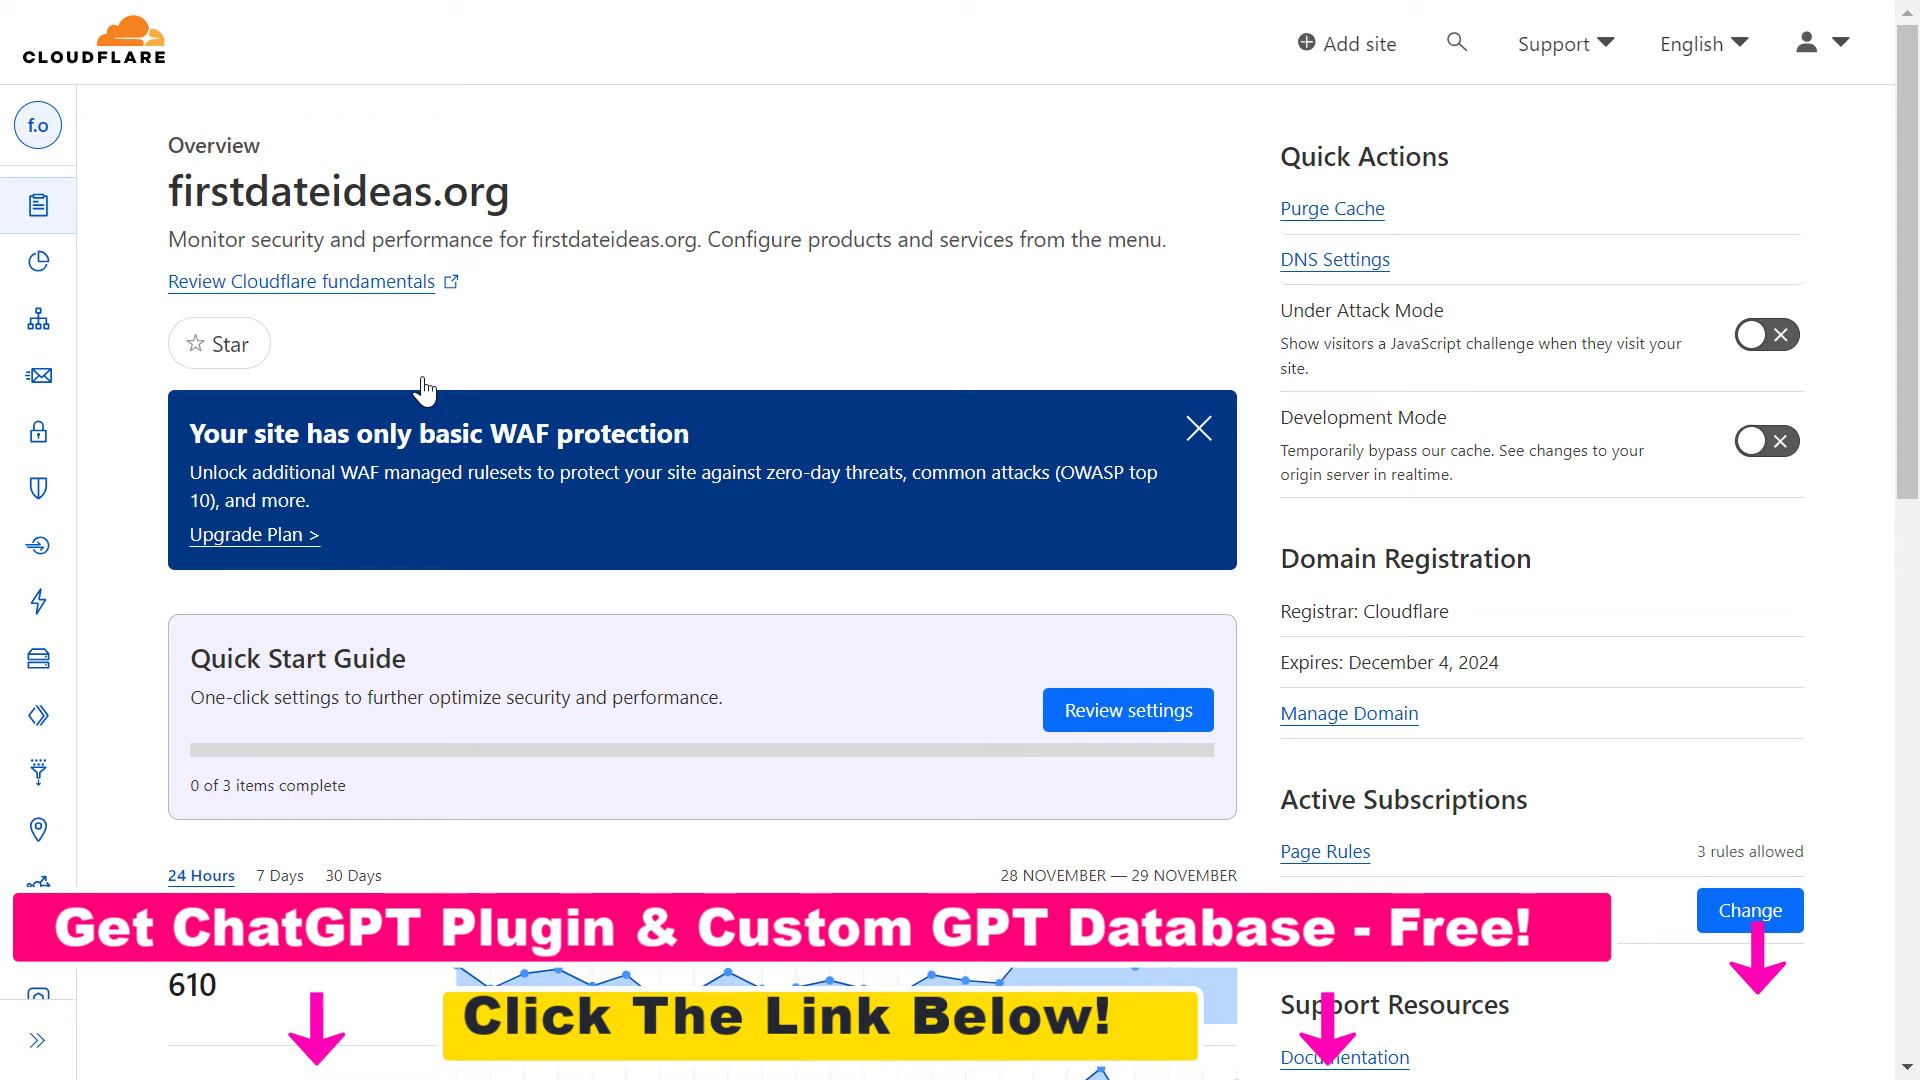 CLOUDFLARE
Add site
Support
English
f.o
Overview
firstdateideas.org
Monitor security and performance for firstdateideas.org. Configure products and services from the menu.
Review Cloudflare fundamentals
Star
Your site has only basic WAF protection
Unlock additional WAF managed rulesets to protect your site against zero-day threats, common attacks (OWASP top
10), and more.
Upgrade Plan >
Quick Start Guide
One-click settings to further optimize security and performance.
Review settings
0 of 3 items complete
24 Hours 7 Days 30 Days
28 NOVEMBER — 29 NOVEMBER
610
Quick Actions
Purge Cache
DNS Settings
Under Attack Mode
Show visitors a JavaScript challenge when they visit your
site.
Development Mode
Temporarily bypass our cache. See changes to your
origin server in realtime.
Domain Registration
Registrar: Cloudflare
Expires: December 4, 2024
Manage Domain
Active Subscriptions
Page Rules
3 rules allowed
Change
Support Resources
Documentation
Get ChatGPT Plugin & Custom GPT Database - Free!
Click The Link Below!